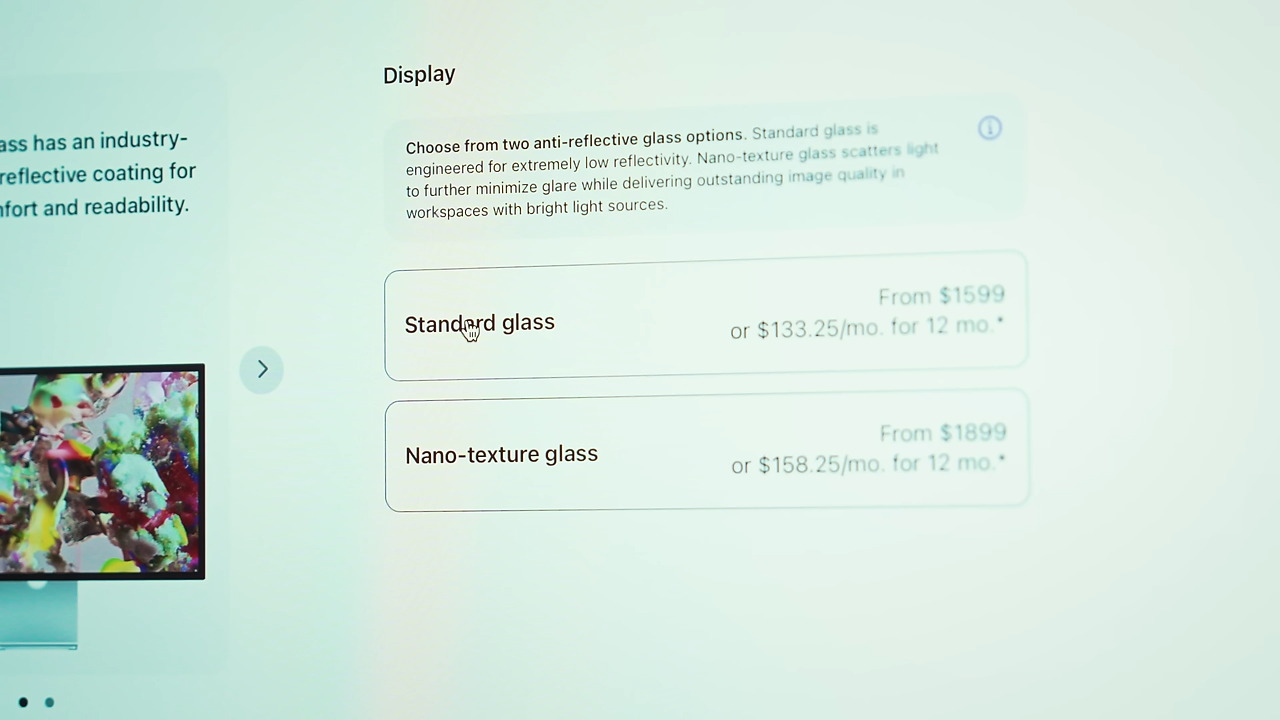 ass has an industry-
reflective coating for
nfort and readability.
Display
Choose from two anti-reflective glass options. Standard glass is
engineered for extremely low reflectivity. Nano-texture glass scatters light
to further minimize glare while delivering outstanding image quality in
workspaces with bright light sources.
Standard glass
From $1599
or $133.25/mo. for 12 mo.*
Nano-texture glass
From $1899
or $158.25/mo. for 12 mo.*